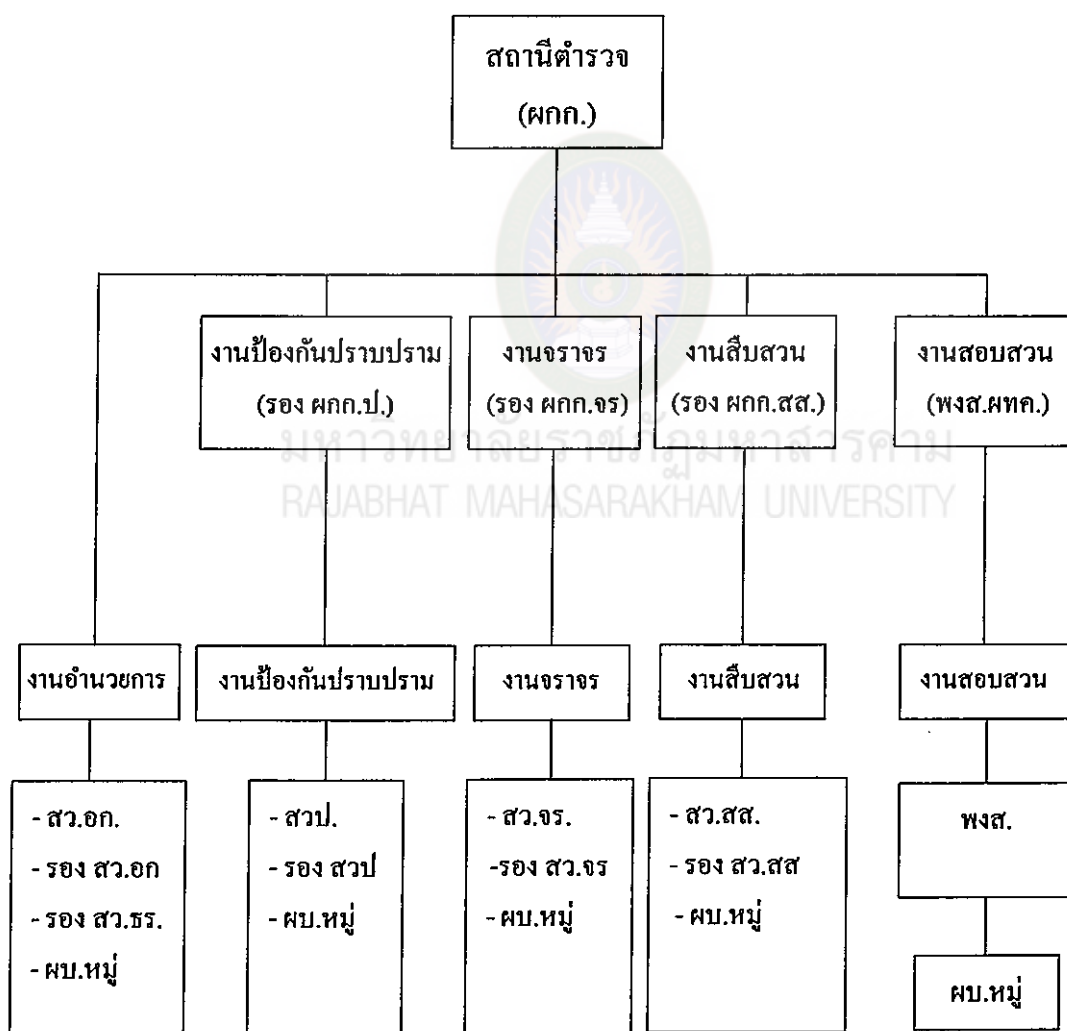 สถานีตำรวจ
(ผกก.)
งานป้องกันปราบปราม
(รอง ผกก.ป.)
งานจราจร
(รอง ผกก.จร)
งานสืบสวน
(รอง ผกก.สส.)
งานสอบสวน
(พงส.ผทค.)
มหาวิทยาลัยราชภัฏมหาสารคาม
RAJABHAT MAHASARAKHAM UNIVERSITY
งานอำนวยการ
งานป้องกันปราบปราม
งานจราจร
งานสืบสวน
งานสอบสวน
- สว.อก.
- รอง สว.อก
- รอง สว.ธร.
- ผบ.หมู่
- สวป.
- รอง สวป
- ผบ.หมู่
- สว.จร.
-รอง สว.จร
- ผบ.หมู่
- สว.สส.
- รอง สว.สส
- ผบ.หมู่
พงส.
ผบ.หมู่